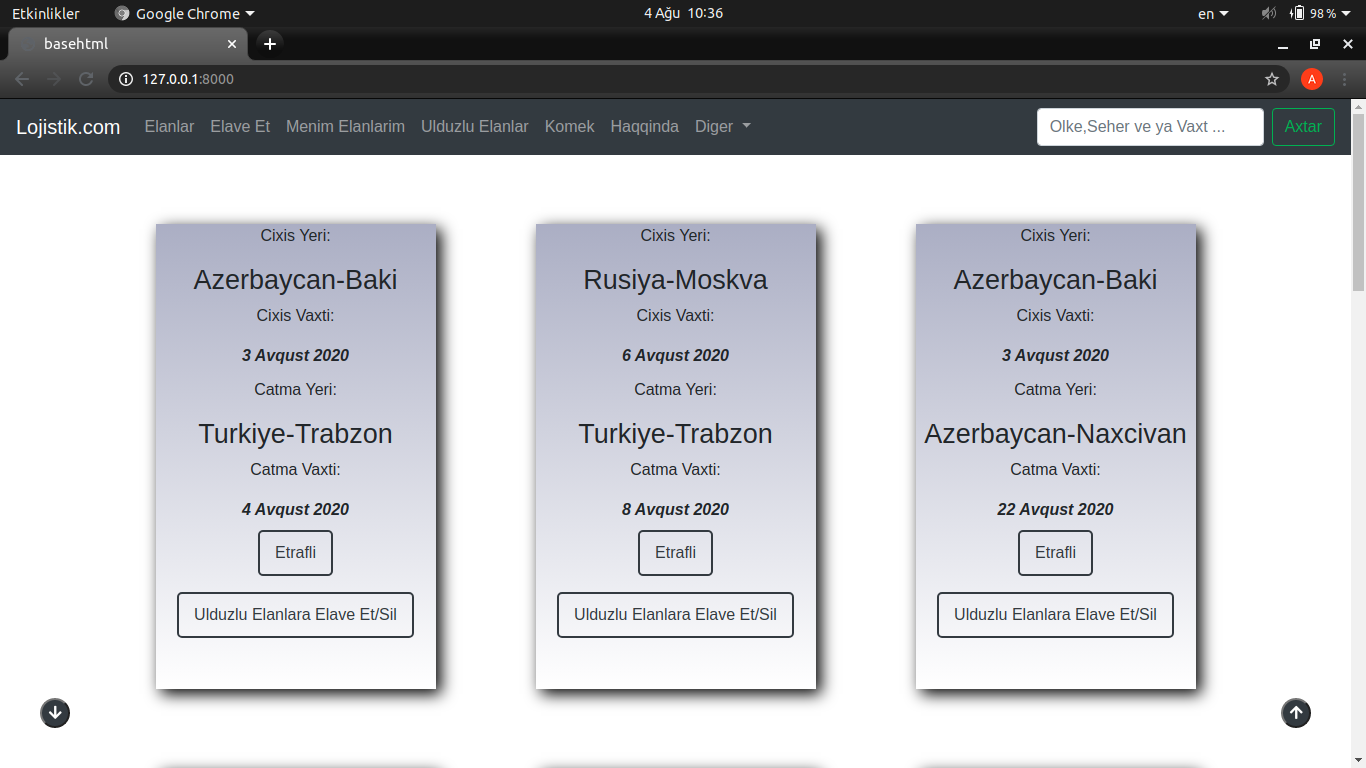 Etkinlikler Google Chrome 4 Ağu 10:36 en 98 %
basehtml
127.0.0.1:8000 A
Lojistik.com Elanlar Elave Et Menim Elanlarim Ulduzlu Elanlar Komek Haqqinda Diger Olke,Seher ve ya Vaxt ... Axtar
Cixis Yeri:
Azerbaycan-Baki
Cixis Vaxti:
3 Avqust 2020
Catma Yeri:
Turkiye-Trabzon
Catma Vaxti:
4 Avqust 2020
Etrafli
Ulduzlu Elanlara Elave Et/Sil
Cixis Yeri:
Rusiya-Moskva
Cixis Vaxti:
6 Avqust 2020
Catma Yeri:
Turkiye-Trabzon
Catma Vaxti:
8 Avqust 2020
Etrafli
Ulduzlu Elanlara Elave Et/Sil
Cixis Yeri:
Azerbaycan-Baki
Cixis Vaxti:
3 Avqust 2020
Catma Yeri:
Azerbaycan-Naxcivan
Catma Vaxti:
22 Avqust 2020
Etrafli
Ulduzlu Elanlara Elave Et/Sil